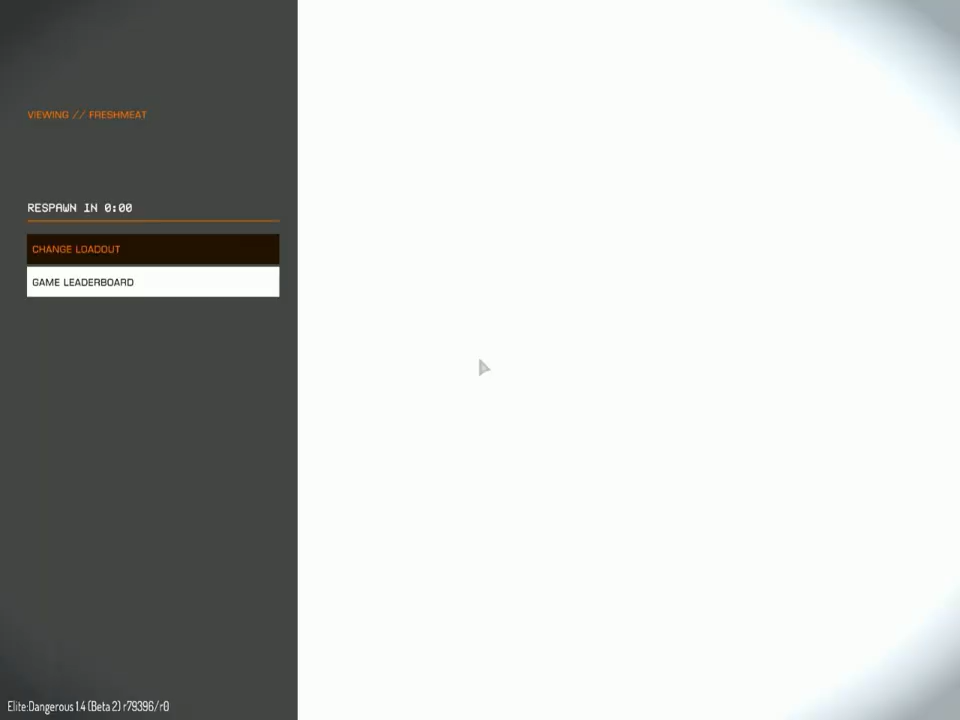 VIEWING // FRESHMEAT
RESPAWN IN 0:00
CHANGE LOADOUT
GAME LEADERBOARD
Elite:Dangerous 1.4 (Beta 2) r79396/r0